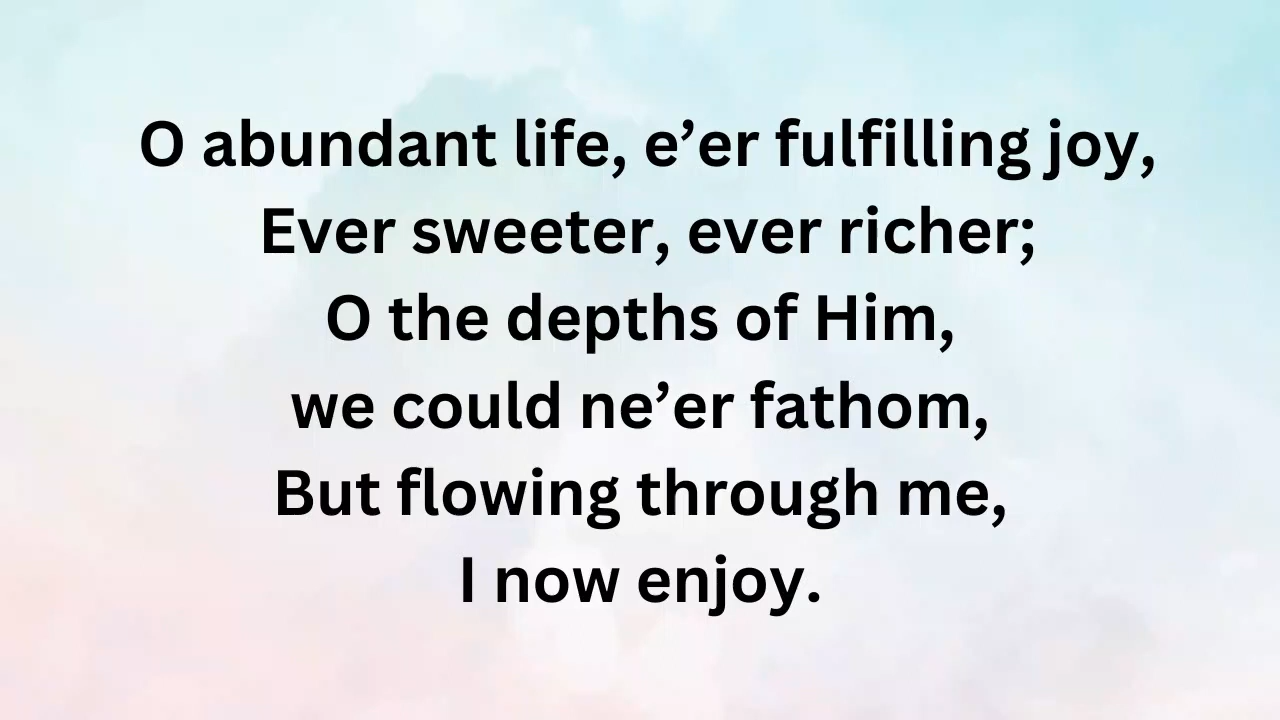 O abundant life, e’er fulfilling joy,
Ever sweeter, ever richer;
O the depths of Him,
we could ne’er fathom,
But flowing through me,
I now enjoy.